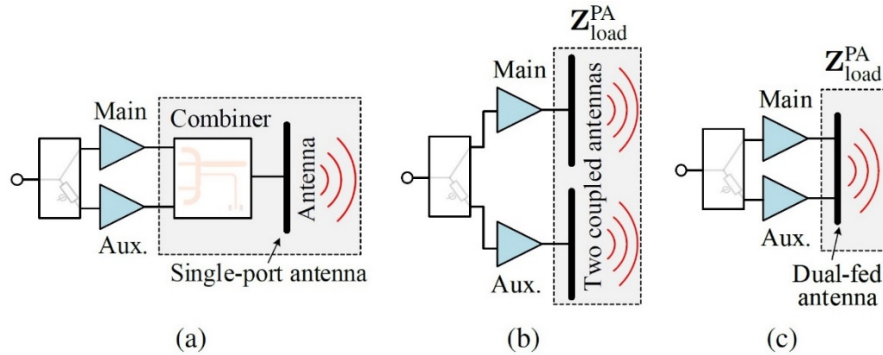 Main
Combiner
Antenna
Aux.
Single-port antenna
(a)
Z_load^PA
Main
Two coupled antennas
Aux.
(b)
Z_load^PA
Main
Aux.
Dual-fed
antenna
(c)